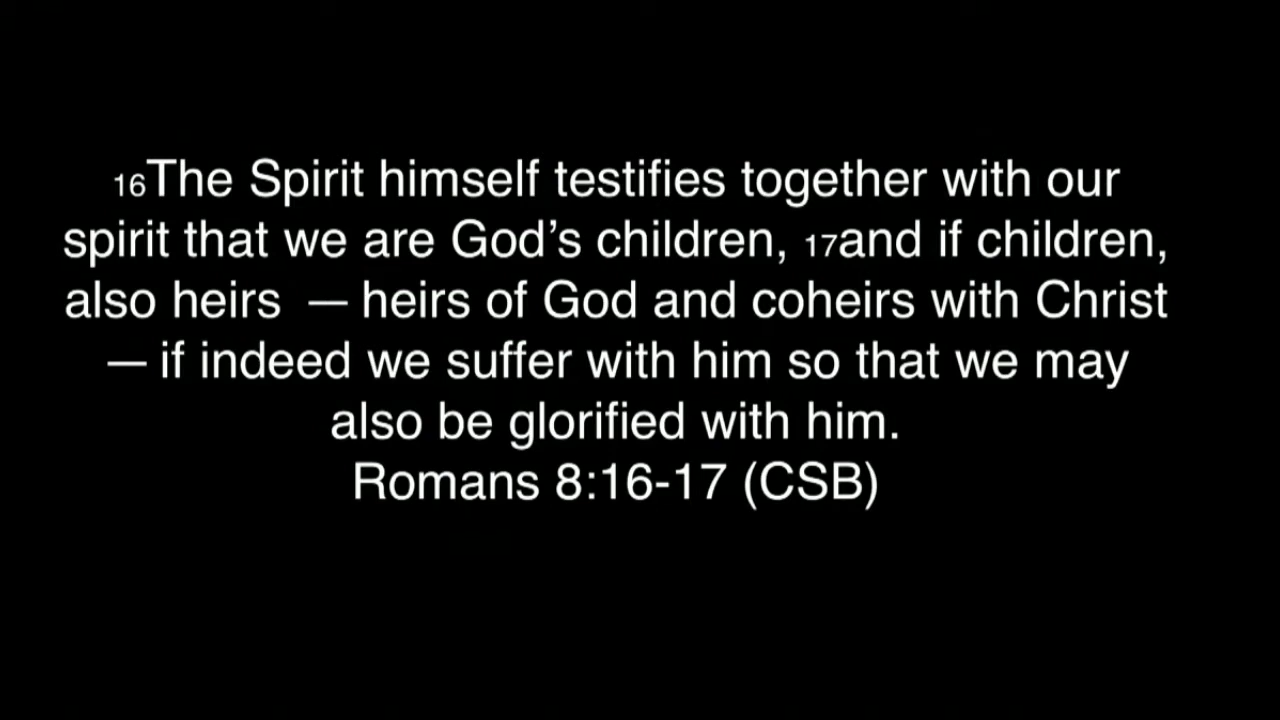 16The Spirit himself testifies together with our
spirit that we are God’s children, 17and if children,
also heirs  — heirs of God and coheirs with Christ
— if indeed we suffer with him so that we may
also be glorified with him.
Romans 8:16-17 (CSB)